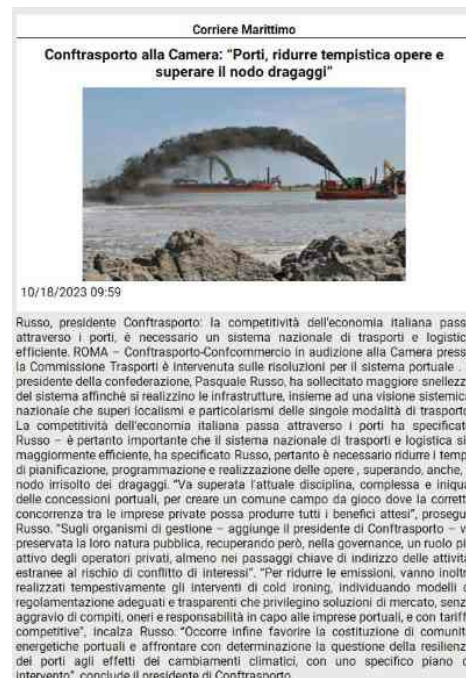 Corriere Marittimo
Conftrasporto alla Camera: “Porti, ridurre tempistica opere e
superare il nodo dragaggi”
10/18/2023 09:59
Russo, presidente Conftrasporto: la competitività dell'economia italiana pass
attraverso i porti, è necessario un sistema nazionale di trasporti e logistic
efficiente. ROMA – Conftrasporto-Confcommercio in audizione alla Camera press
la Commissione Trasporti è intervenuta sulle risoluzioni per il sistema portuale .
presidente della confederazione, Pasquale Russo, ha sollecitato maggiore snellezz
del sistema affinchè si realizzino le infrastrutture, insieme ad una visione sistemic
nazionale che superi localismi e particolarismi delle singole modalità di trasport
La competitività dell'economia italiana passa attraverso i porti ha specificat
Russo – è pertanto importante che il sistema nazionale di trasporti e logistica si
maggiormente efficiente, ha specificato Russo, pertanto è necessario ridurre i temp
di pianificazione, programmazione e realizzazione delle opere , superando, anche,
nodo irrisolto dei dragaggi. “Va superata l'attuale disciplina, complessa e iniqua
delle concessioni portuali, per creare un comune campo da gioco dove la corrett
concorrenza tra le imprese private possa produrre tutti i benefici attesi”, prosegu
Russo. “Sugli organismi di gestione – aggiunge il presidente di Conftrasporto – v
preservata la loro natura pubblica, recuperando però, nella governance, un ruolo pi
attivo degli operatori privati, almeno nei passaggi chiave di indirizzo delle attivit
estranee al rischio di conflitto di interessi”. “Per ridurre le emissioni, vanno inoltr
realizzati tempestivamente gli interventi di cold ironing, individuando modelli
regolamentazione adeguati e trasparenti che privilegino soluzioni di mercato, senz
aggravio di compiti, oneri e responsabilità in capo alle imprese portuali, e con tariff
competitive”, incalza Russo. “Occorre infine favorire la costituzione di comunit
energetiche portuali e affrontare con determinazione la questione della resilienz
dei porti agli effetti dei cambiamenti climatici, con uno specifico piano
intervento”, conclude il presidente di Conftrasporto.